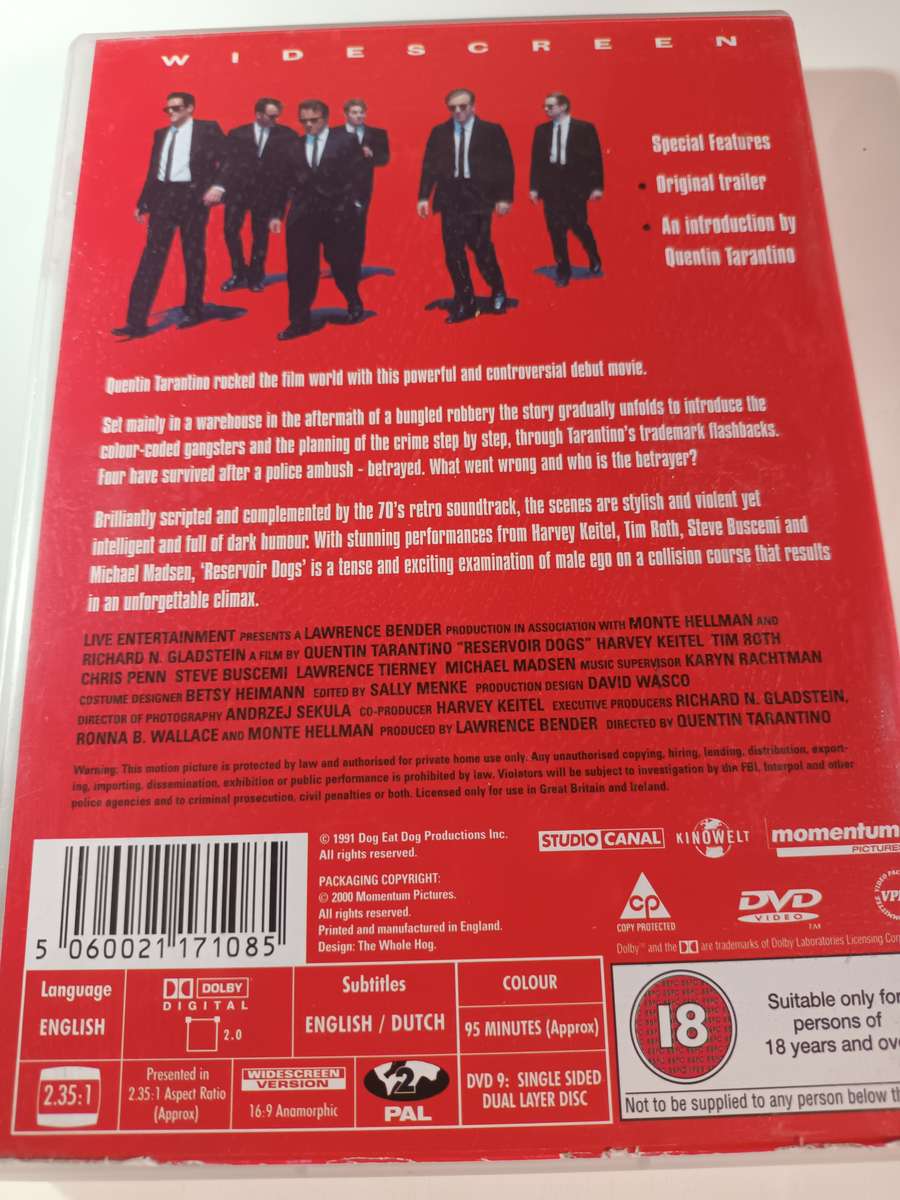 WIDESCREEN
Special Features
• Original trailer
• An introduction by
Quentin Tarantino
Quentin Tarantino rocked the film world with this powerful and controversial debut movie.
Set mainly in a warehouse in the aftermath of a bungled robbery the story gradually unfolds to introduce the
colour-coded gangsters and the planning of the crime step by step, through Tarantino's trademark flashbacks.
Four have survived after a police ambush - betrayed. What went wrong and who is the betrayer?
Brilliantly scripted and complemented by the 70's retro soundtrack, the scenes are stylish and violent yet
intelligent and full of dark humour. With stunning performances from Harvey Keitel, Tim Roth, Steve Buscemi and
Michael Madsen, 'Reservoir Dogs' is a tense and exciting examination of male ego on a collision course that results
in an unforgettable climax.
LIVE ENTERTAINMENT PRESENTS A LAWRENCE BENDER PRODUCTION IN ASSOCIATION WITH MONTE HELLMAN AND
RICHARD N. GLADSTEIN A FILM BY QUENTIN TARANTINO "RESERVOIR DOGS" HARVEY KEITEL TIM ROTH
CHRIS PENN STEVE BUSCEMI LAWRENCE TIERNEY MICHAEL MADSEN MUSIC SUPERVISOR KARYN RACHTMAN
COSTUME DESIGNER BETSY HEIMANN EDITED BY SALLY MENKE PRODUCTION DESIGN DAVID WASCO
DIRECTOR OF PHOTOGRAPHY ANDRZEJ SEKULA CO-PRODUCER HARVEY KEITEL EXECUTIVE PRODUCERS RICHARD N. GLADSTEIN,
RONNA B. WALLACE AND MONTE HELLMAN PRODUCED BY LAWRENCE BENDER DIRECTED BY QUENTIN TARANTINO
Warning: This motion picture is protected by law and authorised for private home use only. Any unauthorised copying, hiring, lending, distribution, export-
ing, importing, dissemination, exhibition or public performance is prohibited by law. Violators will be subject to investigation by the FBI, Interpol and other
police agencies and to criminal prosecution, civil penalties or both. Licensed only for use in Great Britain and Ireland.
© 1991 Dog Eat Dog Productions Inc.
All rights reserved.
PACKAGING COPYRIGHT:
© 2000 Momentum Pictures.
All rights reserved.
Printed and manufactured in England.
Design: The Whole Hog.
STUDIO CANAL
KINOWELT
momentum
PICTURES
cp
COPY PROTECTED
DVD
VIDEO
TM
Dolby™ and the DD are trademarks of Dolby Laboratories Licensing
5 060021 171085
Language
ENGLISH
DOLBY
DIGITAL
2.0
Subtitles
ENGLISH / DUTCH
COLOUR
95 MINUTES (Approx)
2.35:1
Presented in
2.35:1 Aspect Ratio
(Approx)
WIDESCREEN
VERSION
16:9 Anamorphic
2
PAL
DVD 9: SINGLE SIDED
DUAL LAYER DISC
18
Suitable only for
persons of
18 years and
Not to be supplied to any person below